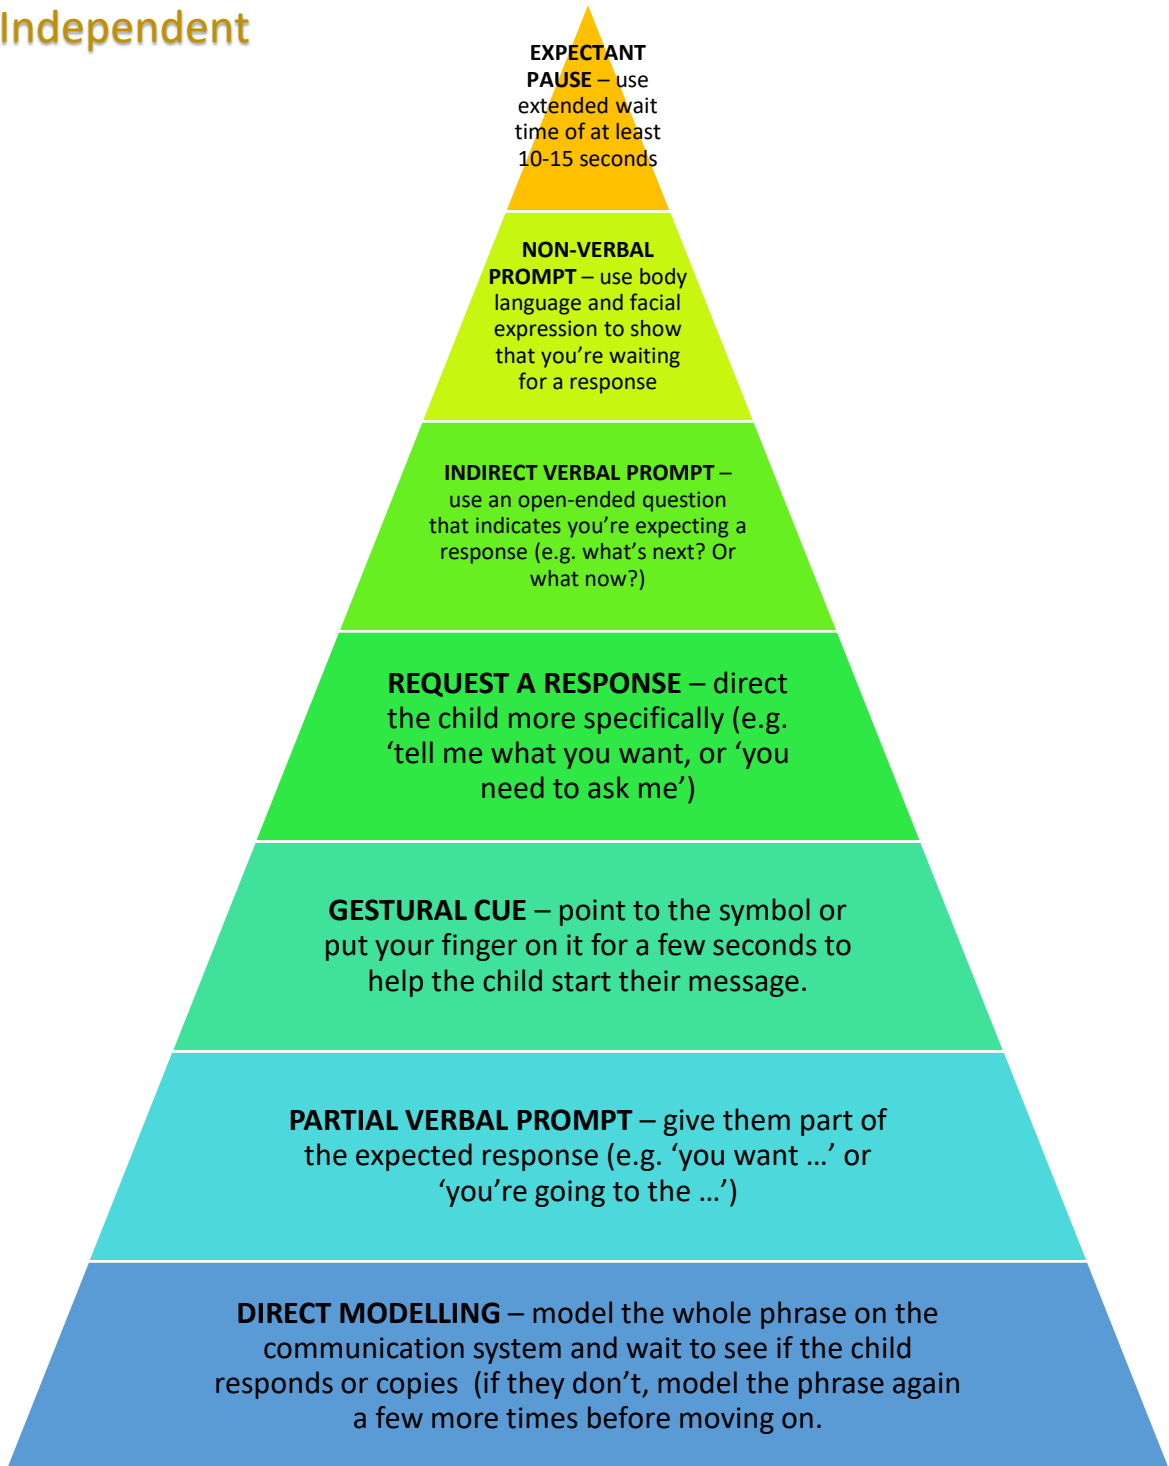 Independent
EXPECTANT
PAUSE – use
extended wait
time of at least
10-15 seconds
NON-VERBAL
PROMPT – use body
language and facial
expression to show
that you’re waiting
for a response
INDIRECT VERBAL PROMPT –
use an open-ended question
that indicates you’re expecting a
response (e.g. what’s next? Or
what now?)
REQUEST A RESPONSE – direct
the child more specifically (e.g.
‘tell me what you want, or ‘you
need to ask me’)
GESTURAL CUE – point to the symbol or
put your finger on it for a few seconds to
help the child start their message.
PARTIAL VERBAL PROMPT – give them part of
the expected response (e.g. ‘you want …’ or
‘you’re going to the …’)
DIRECT MODELLING – model the whole phrase on the
communication system and wait to see if the child
responds or copies  (if they don’t, model the phrase again
a few more times before moving on.